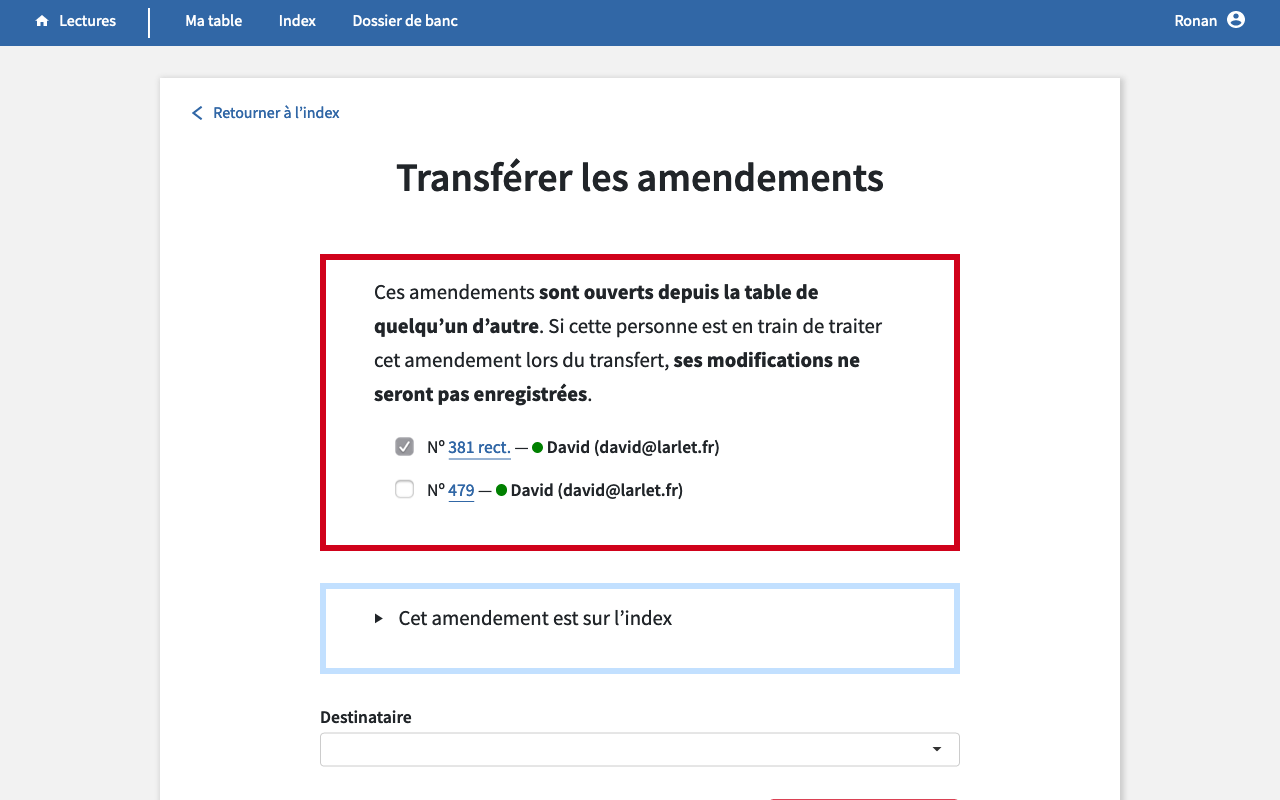 Lectures
Ma table
Index
Dossier de banc
Ronan
Retourner à l’index
Transférer les amendements
Ces amendements sont ouverts depuis la table de
quelqu’un d’autre. Si cette personne est en train de traiter
cet amendement lors du transfert, ses modifications ne
seront pas enregistrées.
Nº 381 rect. — David (david@larlet.fr)
Nº 479 — David (david@larlet.fr)
Cet amendement est sur l’index
Destinataire